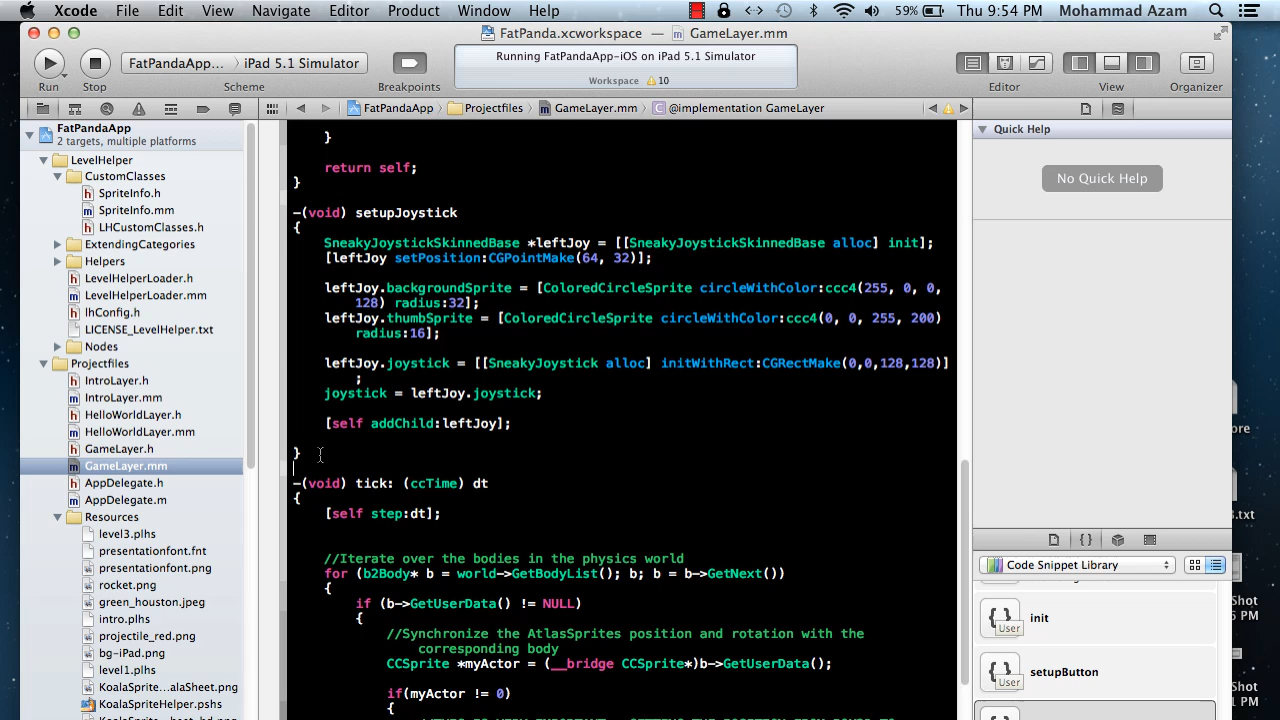 Xcode File Edit View Navigate Editor Product Window Help 59% Thu 9:54 PM Mohammad Azam
FatPanda.xcworkspace — GameLayer.mm
Run Stop
FatPandaApp... iPad 5.1 Simulator
Scheme
Breakpoints
Running FatPandaApp-iOS on iPad 5.1 Simulator
Workspace 10
Editor View Organizer
FatPandaApp Projectfiles GameLayer.mm @implementation GameLayer
FatPandaApp
2 targets, multiple platforms
LevelHelper
CustomClasses
SpriteInfo.h
SpriteInfo.mm
LHCustomClasses.h
ExtendingCategories
Helpers
LevelHelperLoader.h
LevelHelperLoader.mm
lhConfig.h
LICENSE_LevelHelper.txt
Nodes
Projectfiles
IntroLayer.h
IntroLayer.mm
HelloWorldLayer.h
HelloWorldLayer.mm
GameLayer.h
GameLayer.mm
AppDelegate.h
AppDelegate.m
Resources
level3.plhs
presentationfont.fnt
presentationfont.png
rocket.png
green_houston.jpeg
intro.plhs
projectile_red.png
bg-iPad.png
level1.plhs
KoalaSprite...alaSheet.png
KoalaSpriteHelper.pshs
}
return self;
}
-(void) setupJoystick
{
SneakyJoystickSkinnedBase *leftJoy = [[SneakyJoystickSkinnedBase alloc] init];
[leftJoy setPosition:CGPointMake(64, 32)];
leftJoy.backgroundSprite = [ColoredCircleSprite circleWithColor:ccc4(255, 0, 0,
128) radius:32];
leftJoy.thumbSprite = [ColoredCircleSprite circleWithColor:ccc4(0, 0, 255, 200)
radius:16];
leftJoy.joystick = [[SneakyJoystick alloc] initWithRect:CGRectMake(0,0,128,128)]
;
joystick = leftJoy.joystick;
[self addChild:leftJoy];
}
-(void) tick: (ccTime) dt
{
[self step:dt];
//Iterate over the bodies in the physics world
for (b2Body* b = world->GetBodyList(); b; b = b->GetNext())
{
if (b->GetUserData() != NULL)
{
//Synchronize the AtlasSprites position and rotation with the
corresponding body
CCSprite *myActor = (__bridge CCSprite*)b->GetUserData();
if(myActor != 0)
{
Quick Help
No Quick Help
Code Snippet Library
{} User init
{} User setupButton
ore
.txt
Shot
Shot